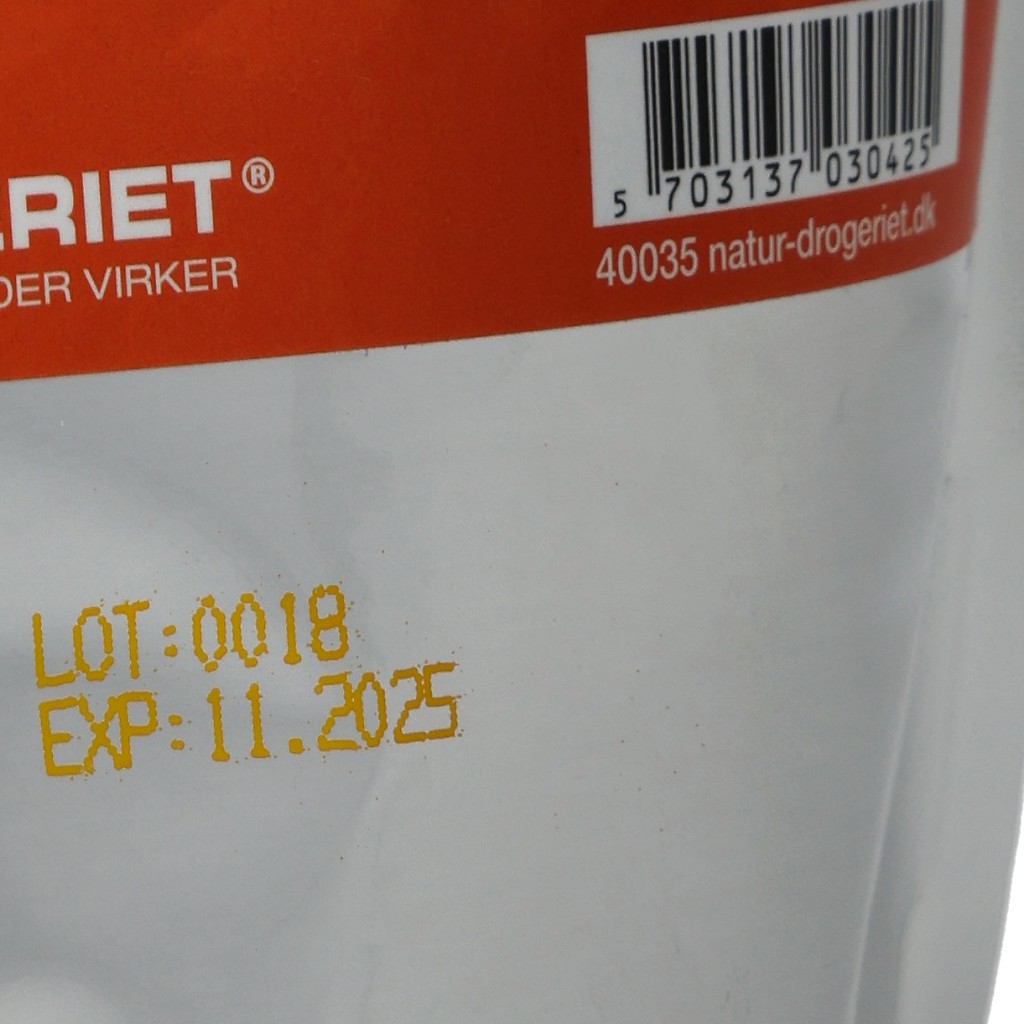 RIET®
DER VIRKER
5 703137 030425
40035 natur-drogeriet.dk
LOT:0018
EXP:11.2025